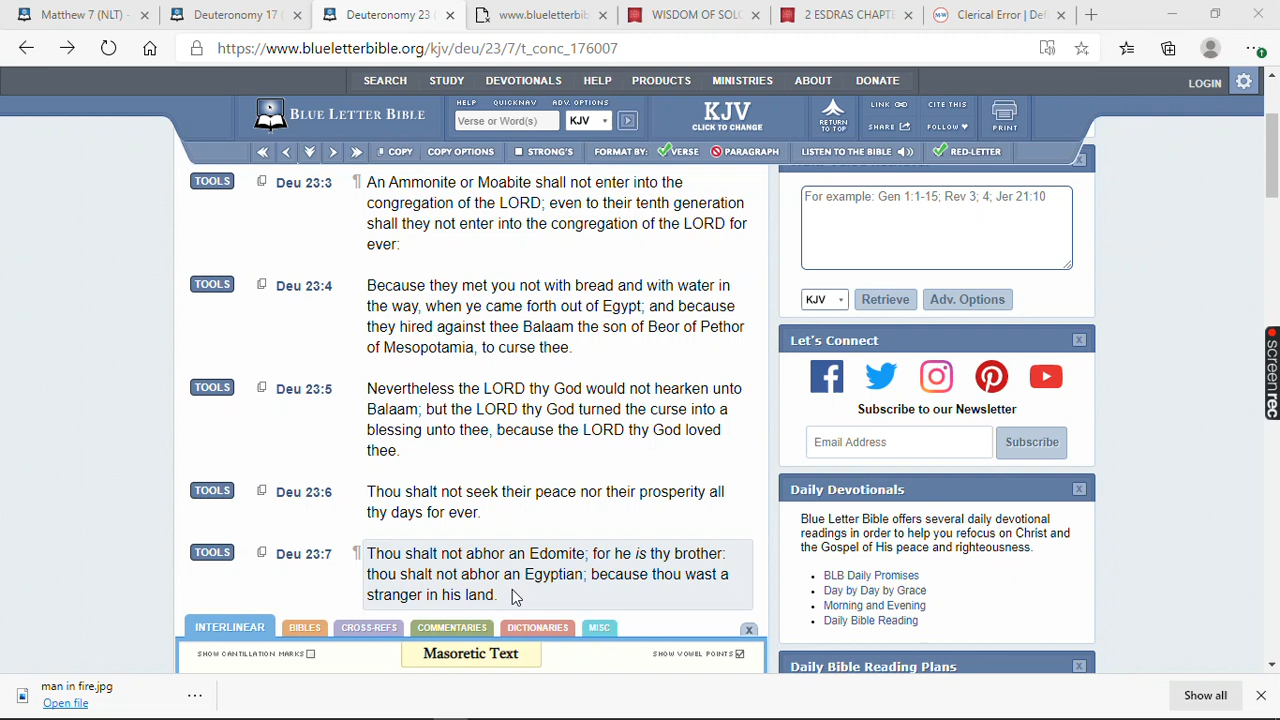 Matthew 7 (NLT) -
Deuteronomy 17 (
Deuteronomy 23 (
www.blueletterbib
WISDOM OF SOLO
2 ESDRAS CHAPTE
Clerical Error | De
https://www.blueletterbible.org/kjv/deu/23/7/t_conc_176007
SEARCH STUDY DEVOTIONALS HELP PRODUCTS MINISTRIES ABOUT DONATE
LOGIN
BLUE LETTER BIBLE
HELP QUICKNAV ADV. OPTIONS
Verse or Word(s) KJV
KJV
CLICK TO CHANGE
RETURN
TO TOP
LINK CITE THIS
SHARE FOLLOW
PRINT
COPY COPY OPTIONS STRONG'S FORMAT BY: VERSE PARAGRAPH LISTEN TO THE BIBLE RED-LETTER
TOOLS Deu 23:3 ¶ An Ammonite or Moabite shall not enter into the
congregation of the LORD; even to their tenth generation
shall they not enter into the congregation of the LORD for
ever:
TOOLS Deu 23:4 Because they met you not with bread and with water in
the way, when ye came forth out of Egypt; and because
they hired against thee Balaam the son of Beor of Pethor
of Mesopotamia, to curse thee.
TOOLS Deu 23:5 Nevertheless the LORD thy God would not hearken unto
Balaam; but the LORD thy God turned the curse into a
blessing unto thee, because the LORD thy God loved
thee.
TOOLS Deu 23:6 Thou shalt not seek their peace nor their prosperity all
thy days for ever.
TOOLS Deu 23:7 ¶ Thou shalt not abhor an Edomite; for he is thy brother:
thou shalt not abhor an Egyptian; because thou wast a
stranger in his land.
INTERLINEAR BIBLES CROSS-REFS COMMENTARIES DICTIONARIES MISC X
SHOW CANTILLATION MARKS Masoretic Text SHOW VOWEL POINTS
For example: Gen 1:1-15; Rev 3; 4; Jer 21:10
KJV Retrieve Adv. Options
Let's Connect X
Subscribe to our Newsletter
Email Address Subscribe
Daily Devotionals X
Blue Letter Bible offers several daily devotional
readings in order to help you refocus on Christ and
the Gospel of His peace and righteousness.
• BLB Daily Promises
• Day by Day by Grace
• Morning and Evening
• Daily Bible Reading
Daily Bible Reading Plans X
screenrec
man in fire.jpg
Open file
Show all